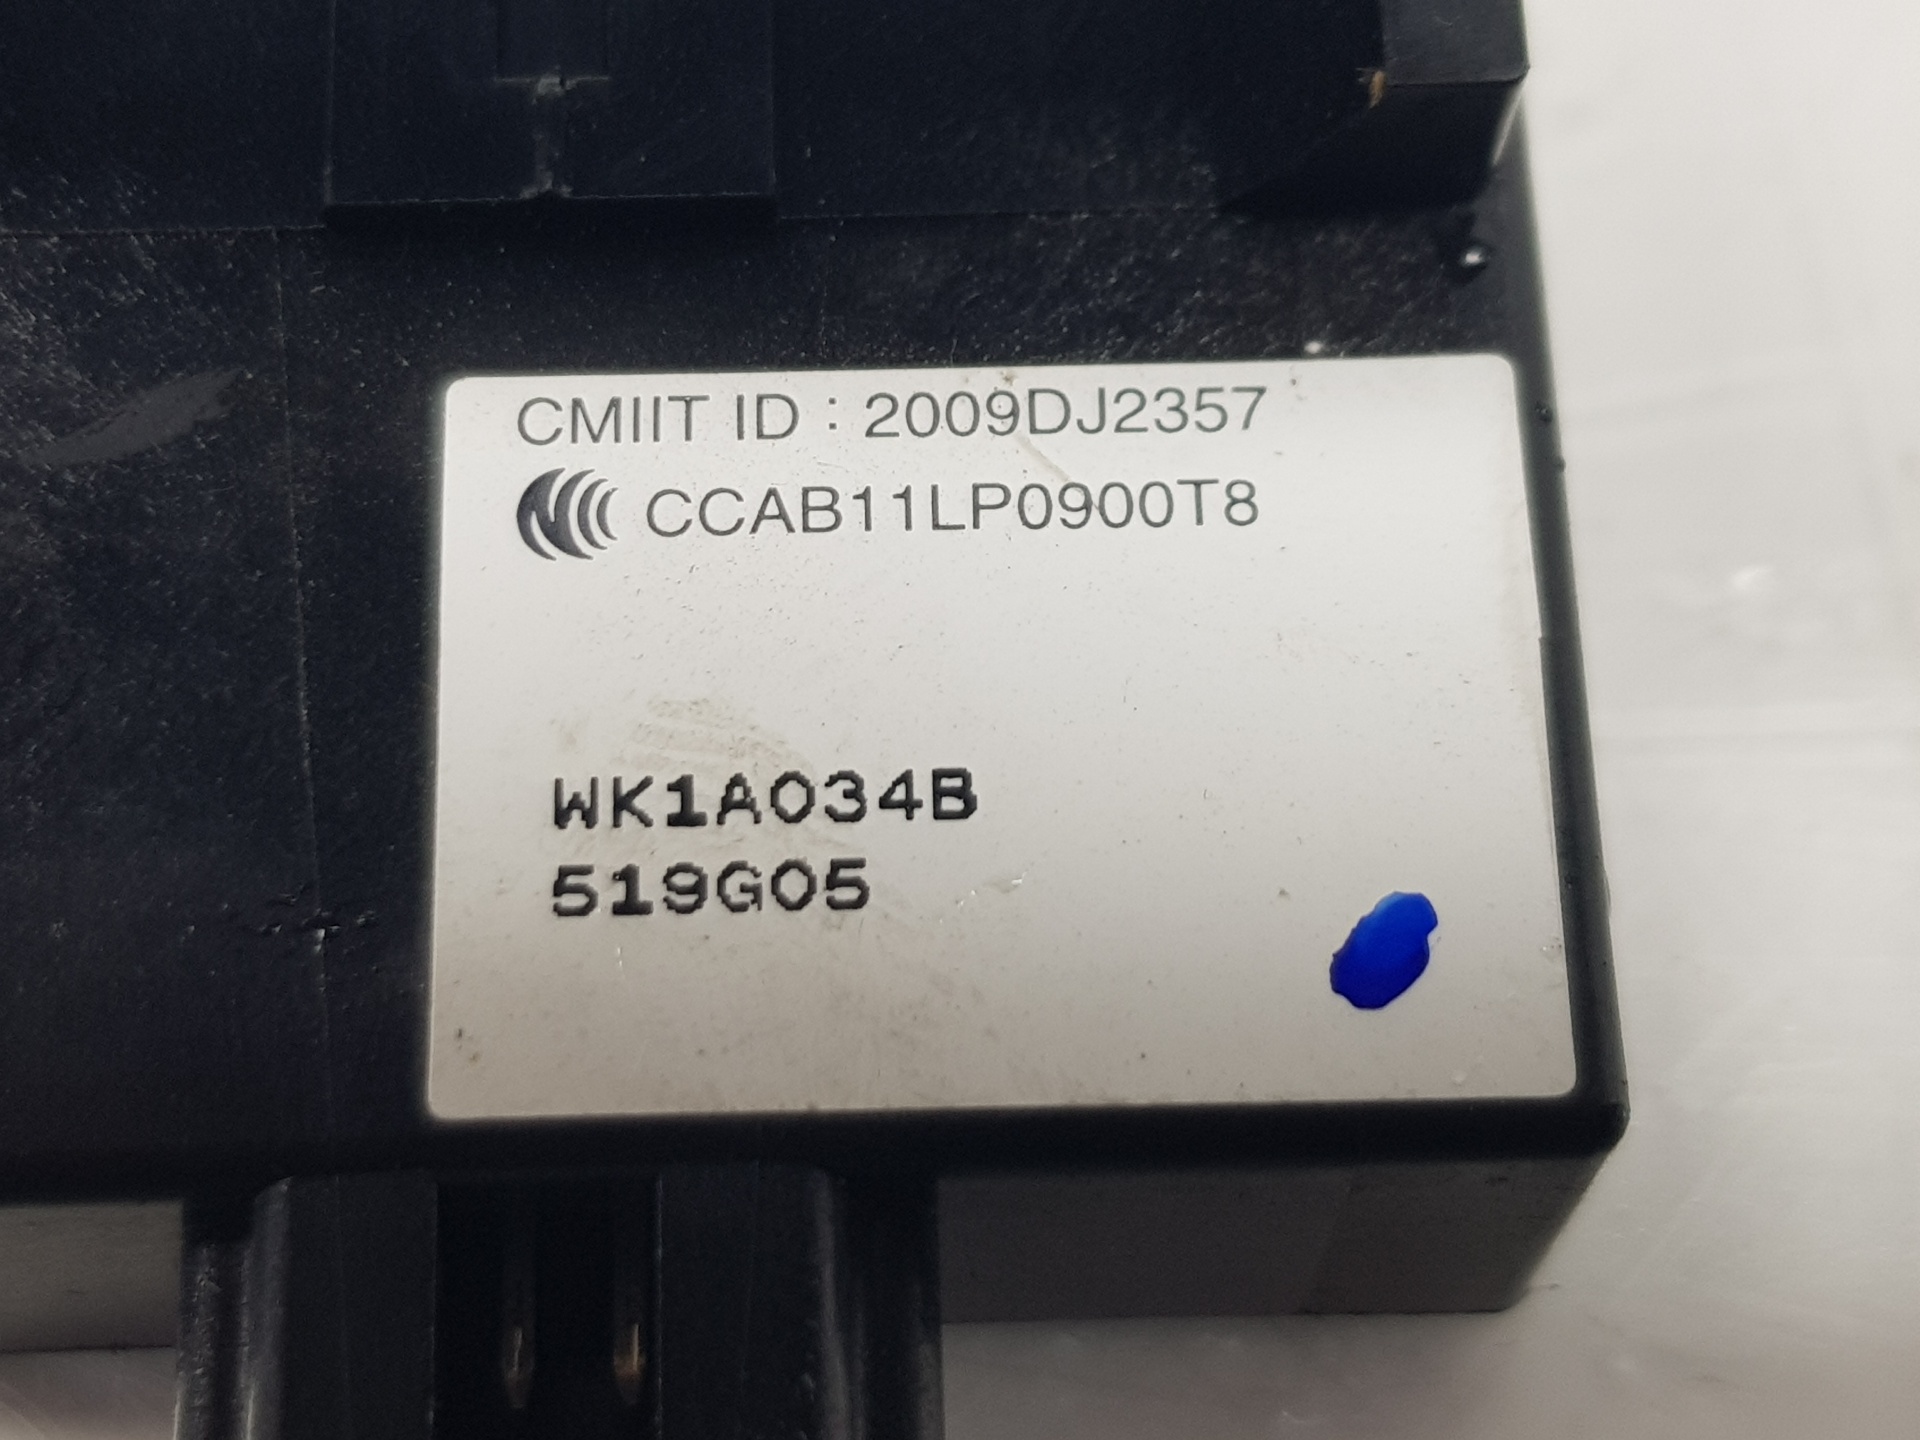 CMIIT ID : 2009DJ2357
CCAB11LP0900T8
WK1A034B
519G05